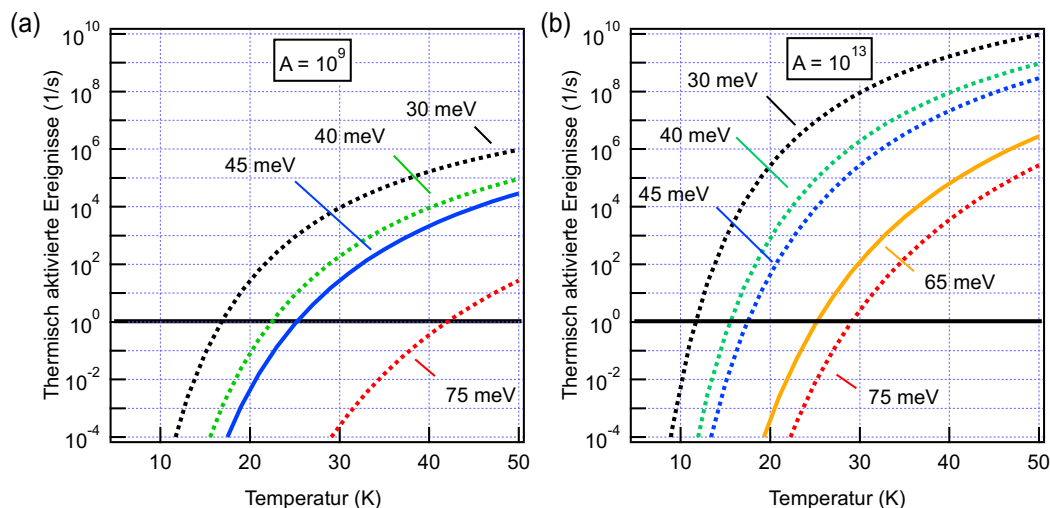 (a)
Thermisch aktivierte Ereignisse (1/s)
10^10
10^8
10^6
10^4
10^2
10^0
10^-2
10^-4
A = 10^9
30 meV
40 meV
45 meV
75 meV
10
20
30
40
50
Temperatur (K)
(b)
Thermisch aktivierte Ereignisse (1/s)
10^10
10^8
10^6
10^4
10^2
10^0
10^-2
10^-4
A = 10^13
30 meV
40 meV
45 meV
65 meV
75 meV
10
20
30
40
50
Temperatur (K)